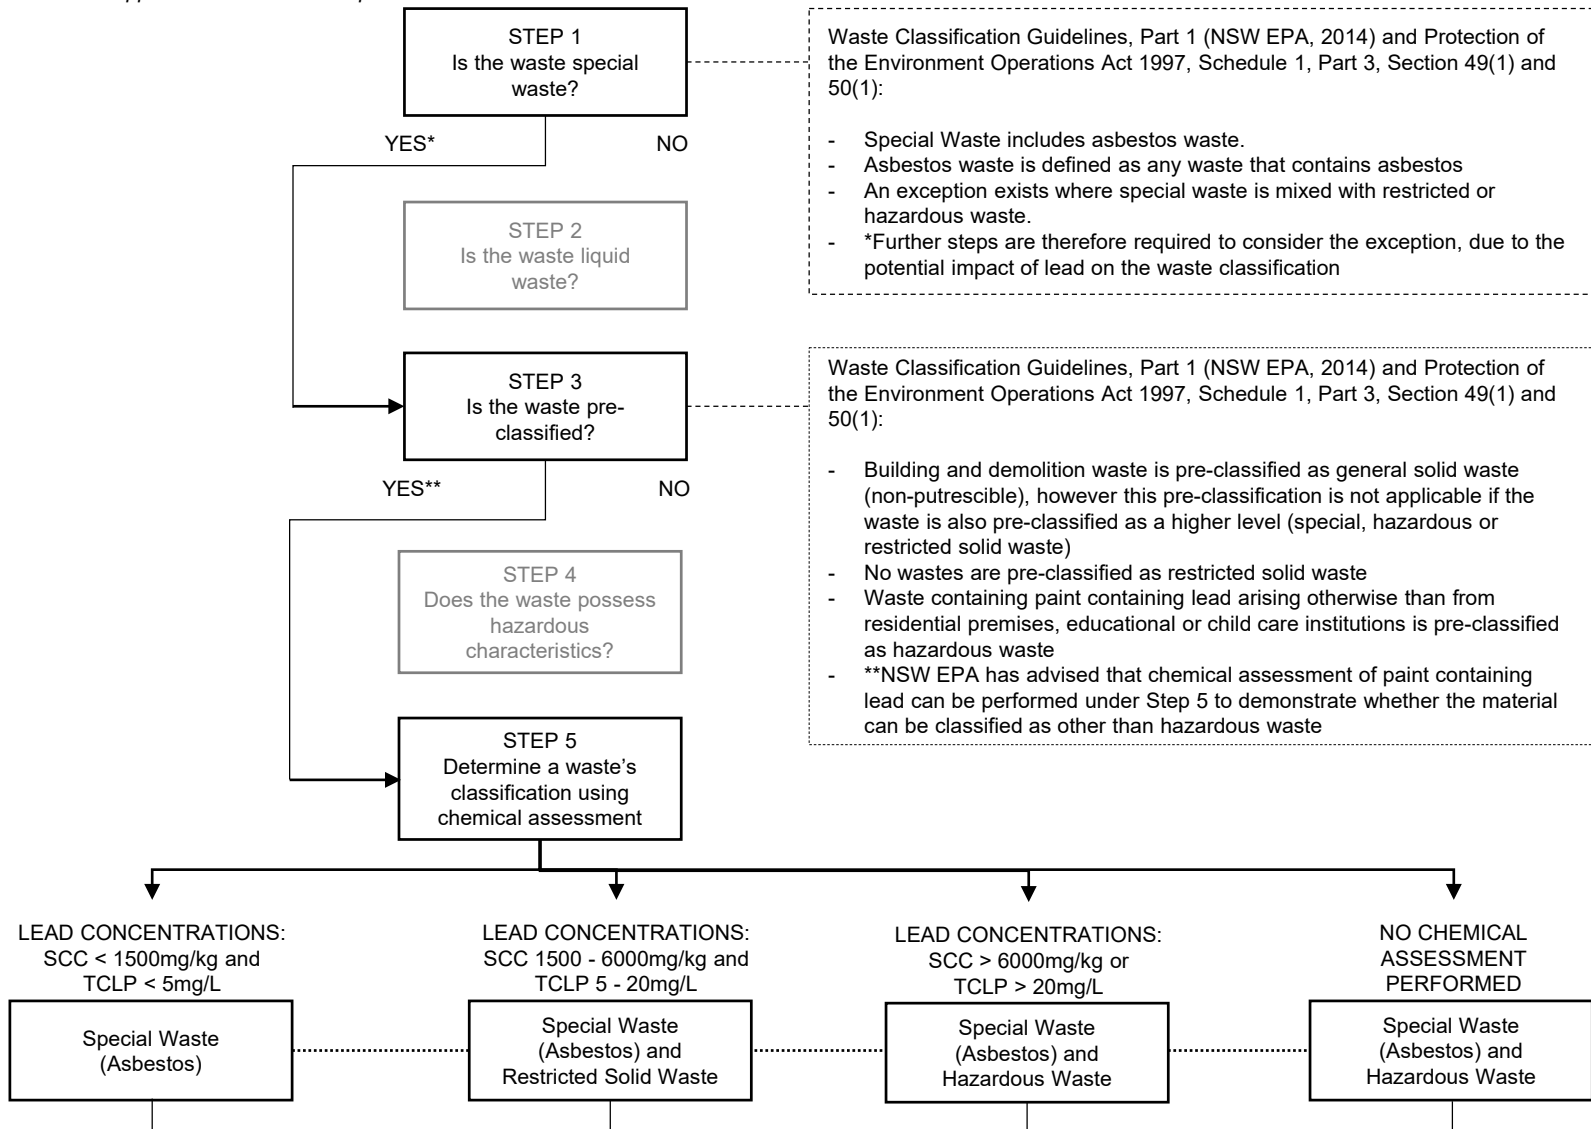 STEP 1
Is the waste special
waste?
Waste Classification Guidelines, Part 1 (NSW EPA, 2014) and Protection of
the Environment Operations Act 1997, Schedule 1, Part 3, Section 49(1) and
50(1):
- Special Waste includes asbestos waste.
- Asbestos waste is defined as any waste that contains asbestos
- An exception exists where special waste is mixed with restricted or
hazardous waste.
- *Further steps are therefore required to consider the exception, due to the
potential impact of lead on the waste classification
YES*
NO
STEP 2
Is the waste liquid
waste?
STEP 3
Is the waste pre-
classified?
Waste Classification Guidelines, Part 1 (NSW EPA, 2014) and Protection of
the Environment Operations Act 1997, Schedule 1, Part 3, Section 49(1) and
50(1):
- Building and demolition waste is pre-classified as general solid waste
(non-putrescible), however this pre-classification is not applicable if the
waste is also pre-classified as a higher level (special, hazardous or
restricted solid waste)
- No wastes are pre-classified as restricted solid waste
- Waste containing paint containing lead arising otherwise than from
residential premises, educational or child care institutions is pre-classified
as hazardous waste
- **NSW EPA has advised that chemical assessment of paint containing
lead can be performed under Step 5 to demonstrate whether the material
can be classified as other than hazardous waste
YES**
NO
STEP 4
Does the waste possess
hazardous
characteristics?
STEP 5
Determine a waste's
classification using
chemical assessment
LEAD CONCENTRATIONS:
SCC < 1500mg/kg and
TCLP < 5mg/L
Special Waste
(Asbestos)
LEAD CONCENTRATIONS:
SCC 1500 - 6000mg/kg and
TCLP 5 - 20mg/L
Special Waste
(Asbestos) and
Restricted Solid Waste
LEAD CONCENTRATIONS:
SCC > 6000mg/kg or
TCLP > 20mg/L
Special Waste
(Asbestos) and
Hazardous Waste
NO CHEMICAL
ASSESSMENT
PERFORMED
Special Waste
(Asbestos) and
Hazardous Waste